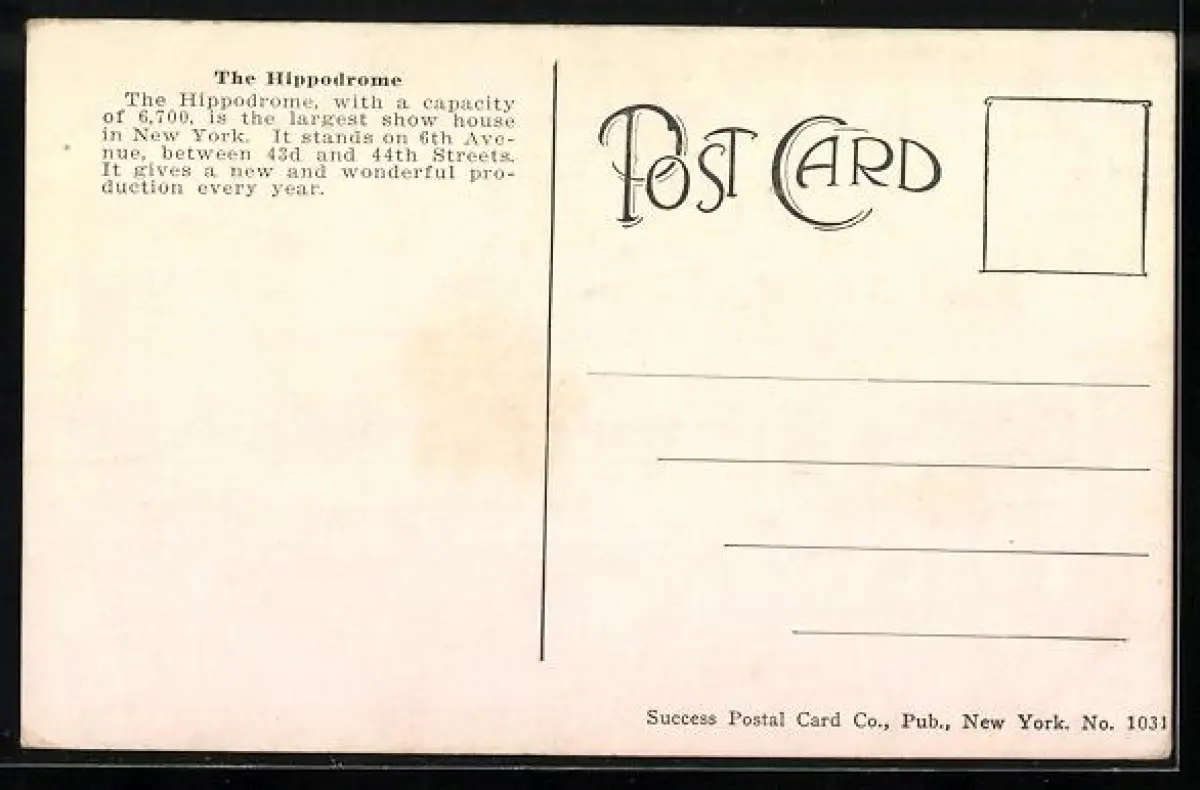 The Hippodrome
The Hippodrome, with a capacity
of 6,700, is the largest show house
in New York. It stands on 6th Ave-
nue, between 43d and 44th Streets.
It gives a new and wonderful pro-
duction every year.
POST CARD
Success Postal Card Co., Pub., New York. No. 1031